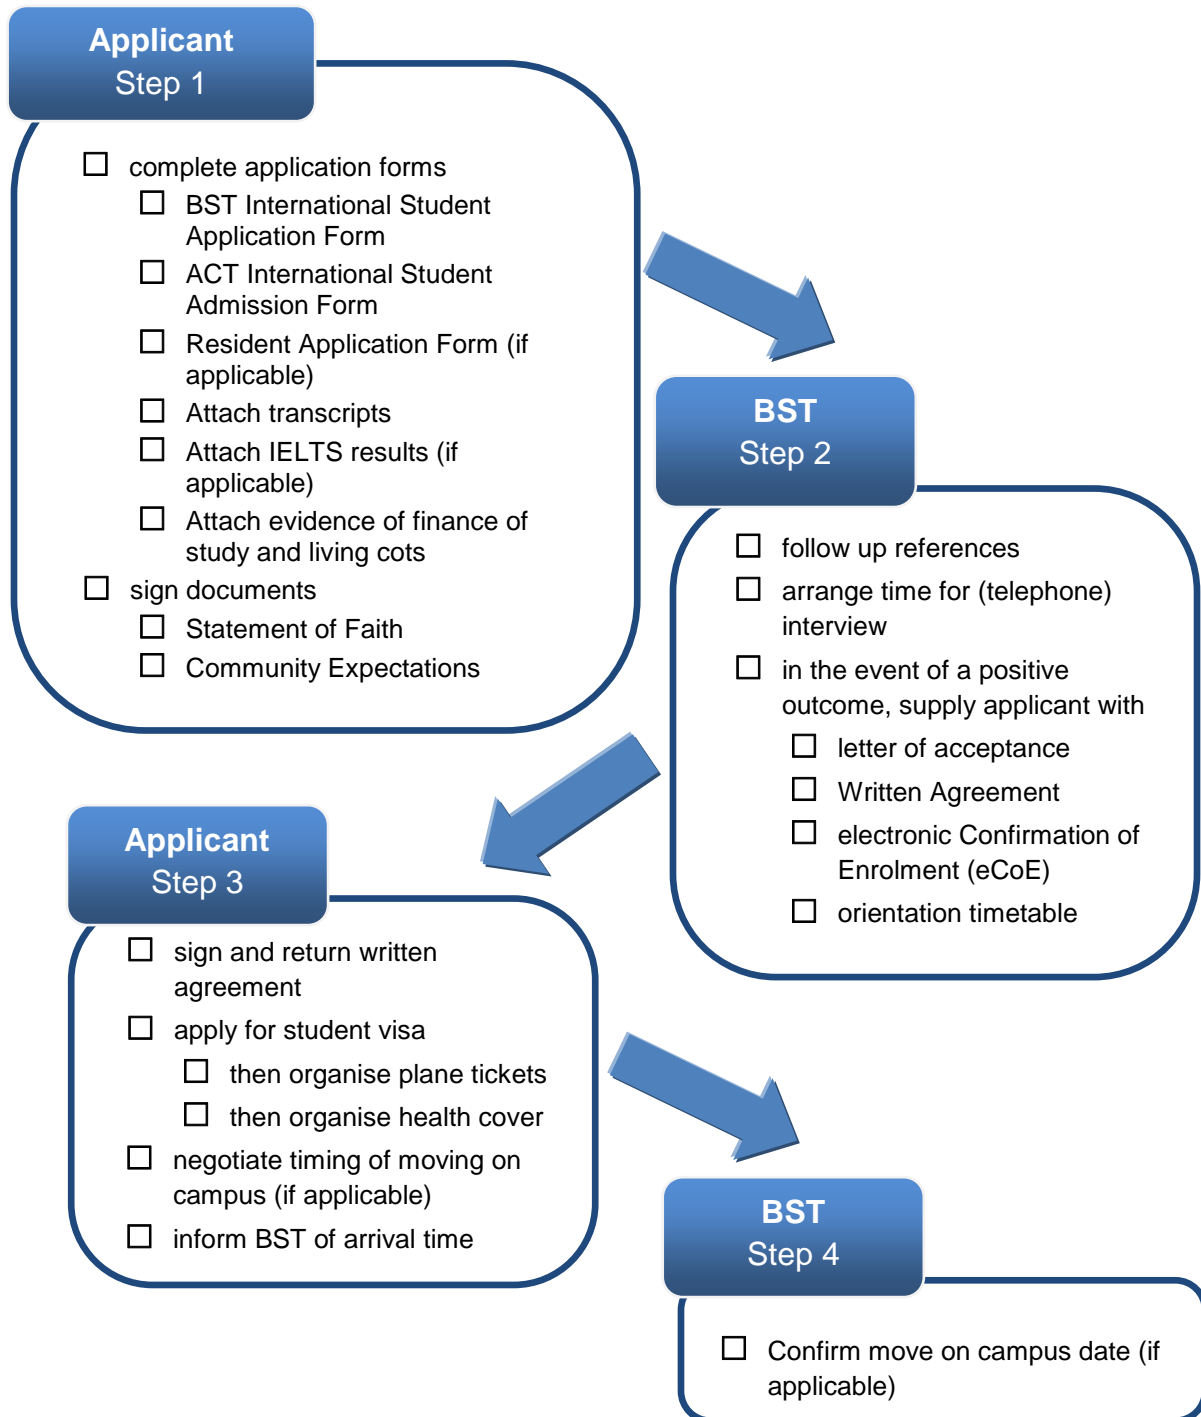 Applicant
Step 1
complete application forms
BST International Student
Application Form
ACT International Student
Admission Form
Resident Application Form (if
applicable)
Attach transcripts
Attach IELTS results (if
applicable)
Attach evidence of finance of
study and living cots
sign documents
Statement of Faith
Community Expectations
BST
Step 2
follow up references
arrange time for (telephone)
interview
in the event of a positive
outcome, supply applicant with
letter of acceptance
Written Agreement
electronic Confirmation of
Enrolment (eCoE)
orientation timetable
Applicant
Step 3
sign and return written
agreement
apply for student visa
then organise plane tickets
then organise health cover
negotiate timing of moving on
campus (if applicable)
inform BST of arrival time
BST
Step 4
Confirm move on campus date (if
applicable)